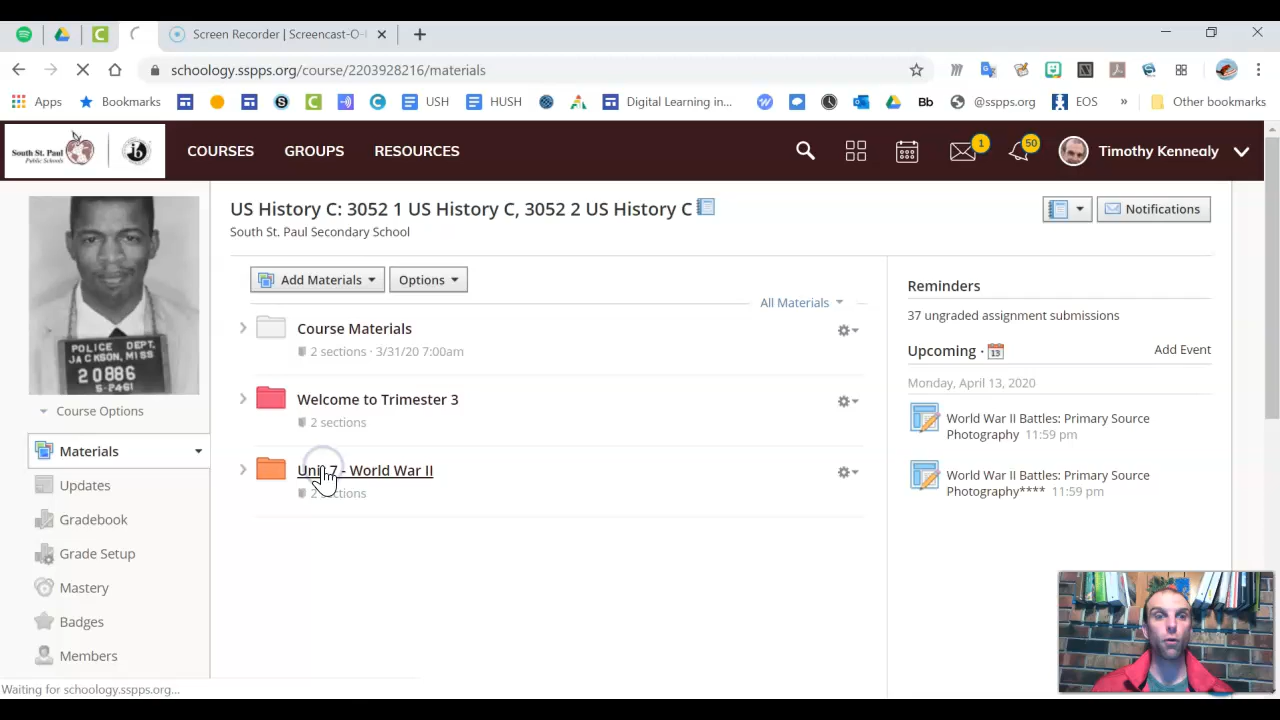 Screen Recorder | Screencast-O-
schoology.sspps.org/course/2203928216/materials
Apps Bookmarks USH HUSH Digital Learning in... Bb @sspps.org EOS » Other bookmarks
South St. Paul
Public Schools
COURSES GROUPS RESOURCES 1 50 Timothy Kennealy
US History C: 3052 1 US History C, 3052 2 US History C
Notifications
South St. Paul Secondary School
Add Materials Options
All Materials
Course Materials
2 sections · 3/31/20 7:00am
Welcome to Trimester 3
2 sections
Unit 7 - World War II
2 sections
POLICE DEPT.
JACKSON, MISS
20886
5-24-61
Course Options
Materials
Updates
Gradebook
Grade Setup
Mastery
Badges
Members
Reminders
37 ungraded assignment submissions
Upcoming · 13 Add Event
Monday, April 13, 2020
World War II Battles: Primary Source
Photography 11:59 pm
World War II Battles: Primary Source
Photography**** 11:59 pm
Waiting for schoology.sspps.org...